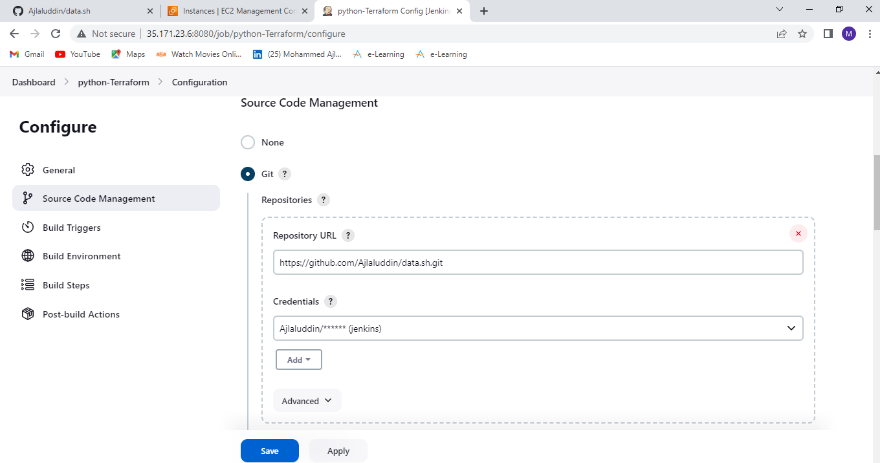 Ajlaluddin/data.sh
Instances | EC2 Management Con
python-Terraform Config [Jenkins
Not secure
35.171.23.6:8080/job/python-Terraform/configure
M
Gmail
YouTube
Maps
Watch Movies Onli...
(25) Mohammed Ajl...
e-Learning
e-Learning
Dashboard
python-Terraform
Configuration
Configure
General
Source Code Management
Build Triggers
Build Environment
Build Steps
Post-build Actions
Source Code Management
None
Git ?
Repositories ?
Repository URL ?
https://github.com/Ajlaluddin/data.sh.git
Credentials ?
Ajlaluddin/****** (jenkins)
Add
Advanced
Save
Apply